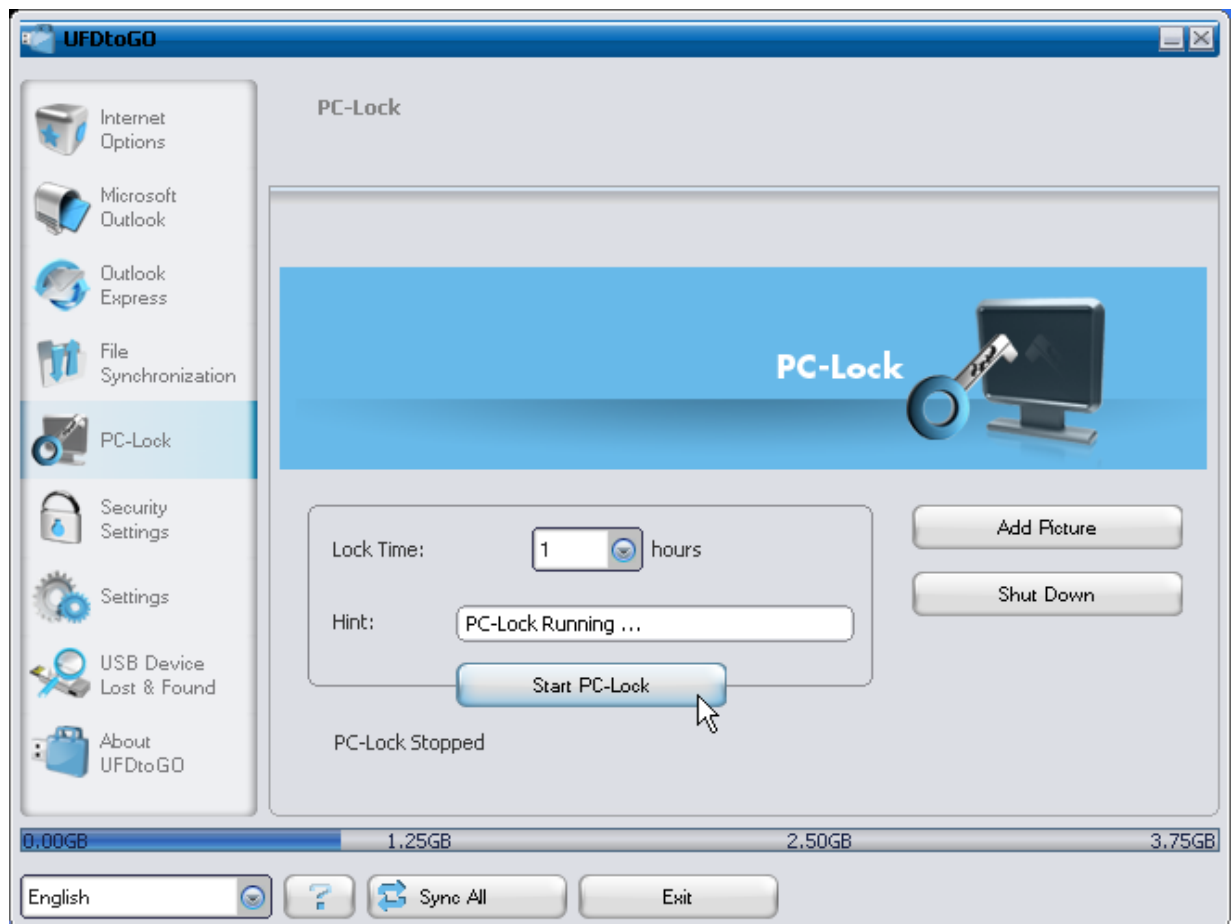 UFDtoGO
Internet
Options
Microsoft
Outlook
Outlook
Express
File
Synchronization
PC-Lock
Security
Settings
Settings
USB Device
Lost & Found
About
UFDtoGO
PC-Lock
PC-Lock
Lock Time:
1 hours
Hint:
PC-Lock Running ...
Start PC-Lock
PC-Lock Stopped
Add Picture
Shut Down
0.00GB 1.25GB 2.50GB 3.75GB
English ? Sync All Exit